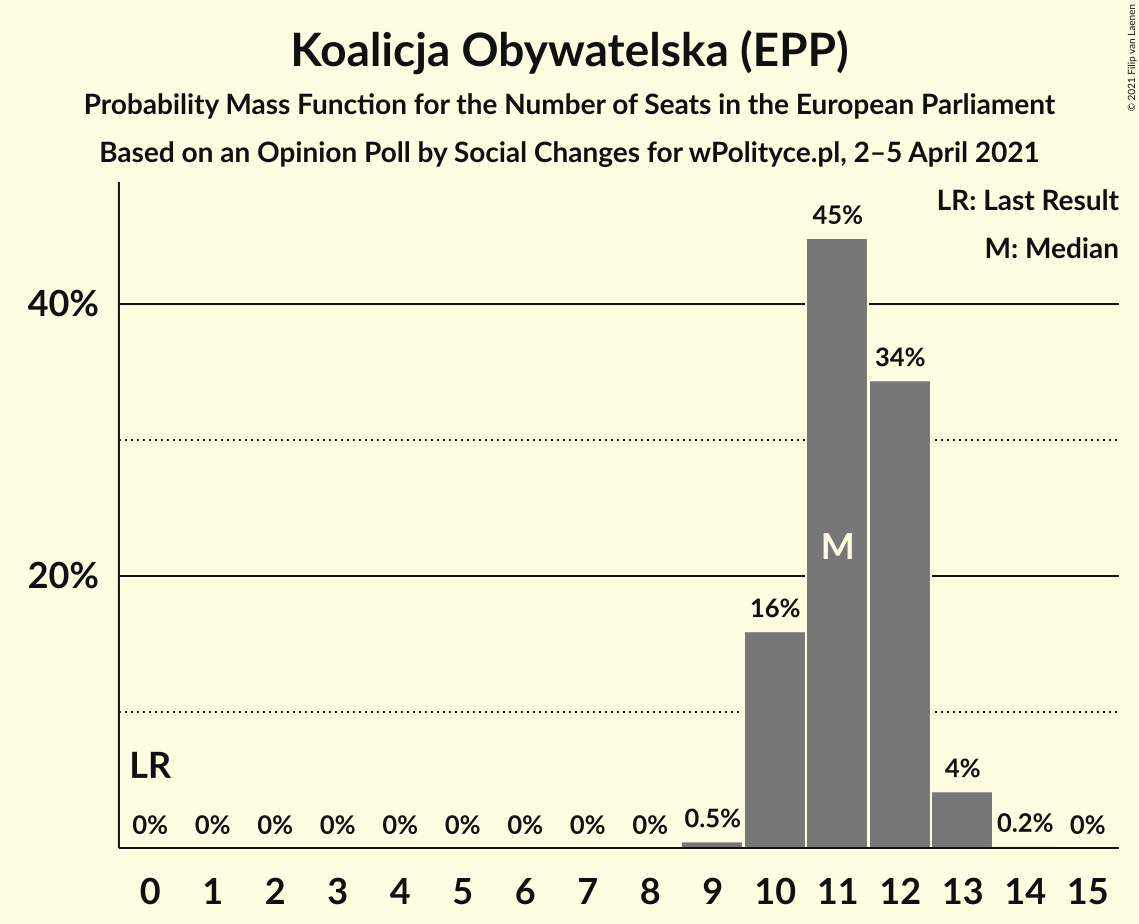 Koalicja Obywatelska (EPP)
Probability Mass Function for the Number of Seats in the European Parliament
Based on an Opinion Poll by Social Changes for wPolityce.pl, 2–5 April 2021
© 2021 Filip van Laenen
LR: Last Result
M: Median
45%
40%
34%
M
20%
16%
LR
4%
0% 0% 0% 0% 0% 0% 0% 0% 0% 0.5% 0.2% 0%
0 1 2 3 4 5 6 7 8 9 10 11 12 13 14 15